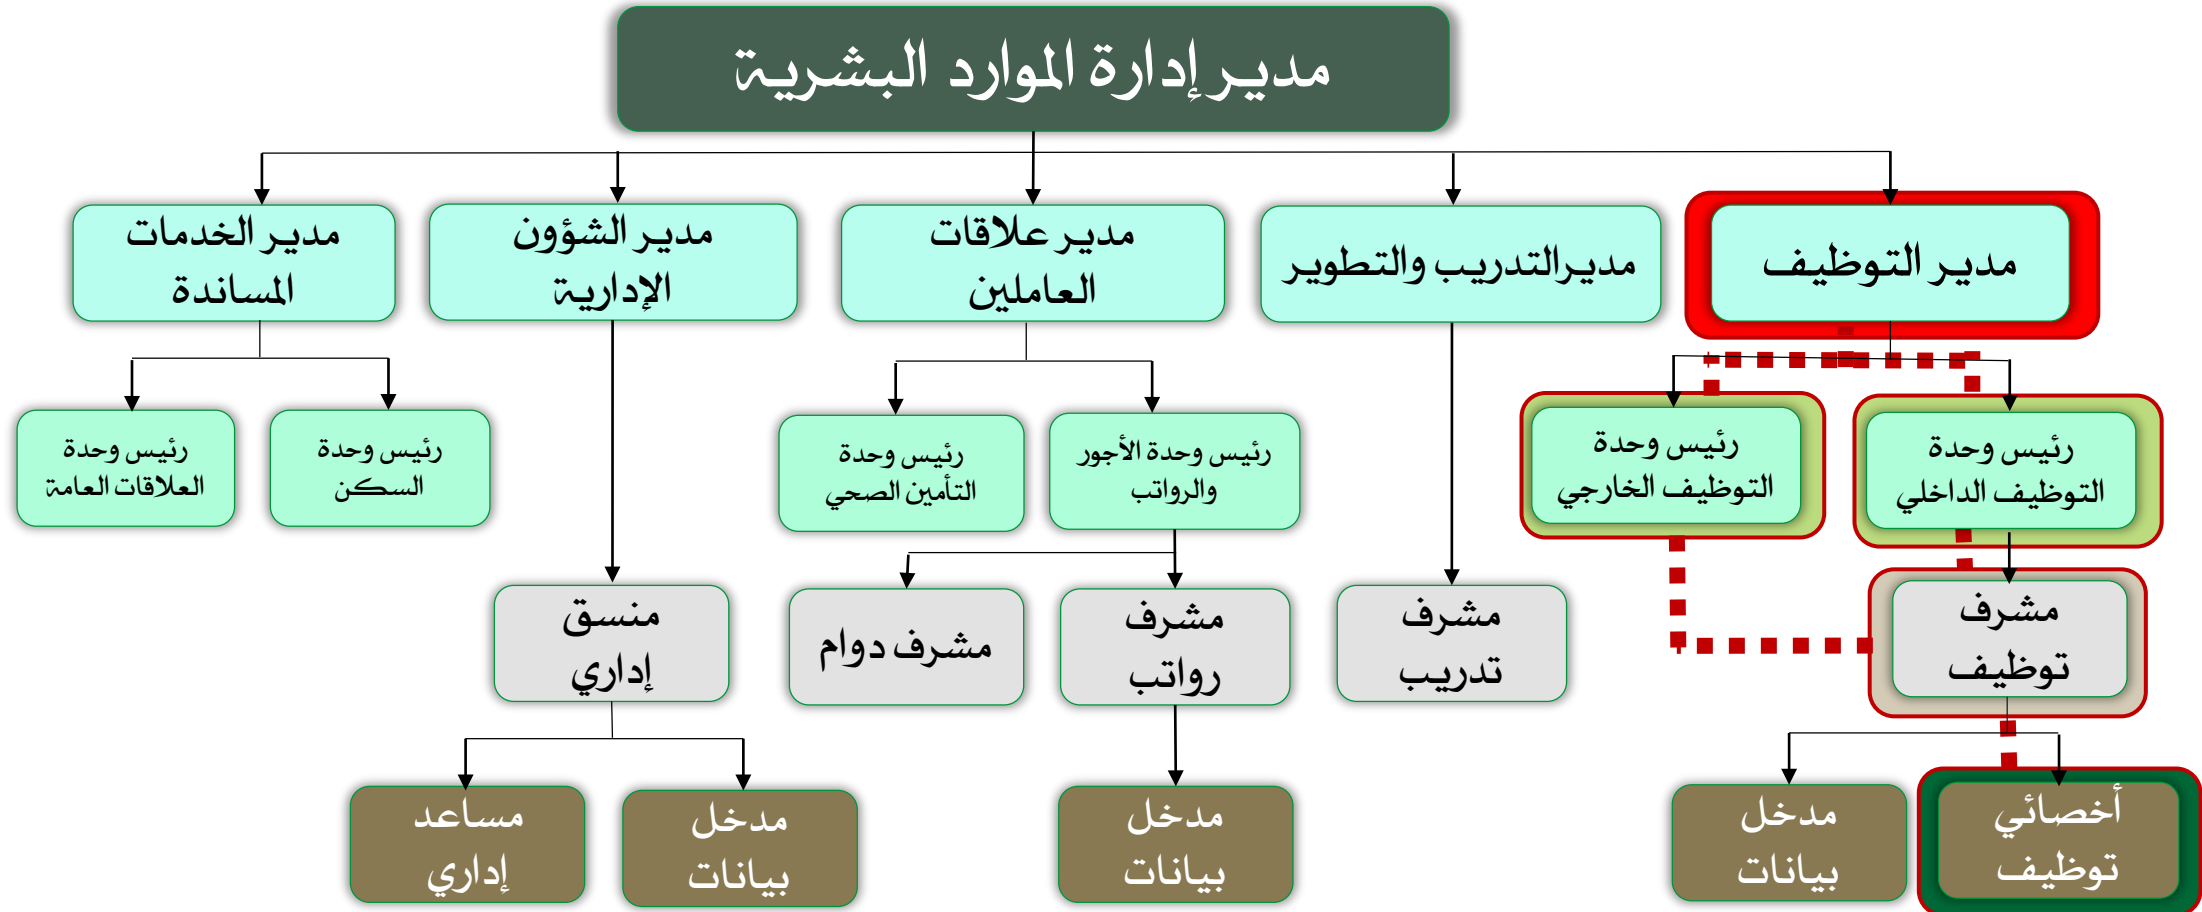 مدير إدارة الموارد البشرية
مدير التوظيف
مديرالتدريب والتطوير
مدير علاقات
العاملين
مدير الشؤون
الإدارية
مدير الخدمات
المساندة
رئيس وحدة
التوظيف الداخلي
رئيس وحدة
التوظيف الخارجي
رئيس وحدة الأجور
والرواتب
رئيس وحدة
التأمين الصحي
رئيس وحدة
السكن
رئيس وحدة
العلاقات العامة
مشرف
توظيف
مشرف
تدريب
مشرف
رواتب
مشرف دوام
منسق
إداري
أخصائي
توظيف
مدخل
بيانات
مدخل
بيانات
مدخل
بيانات
مساعد
إداري